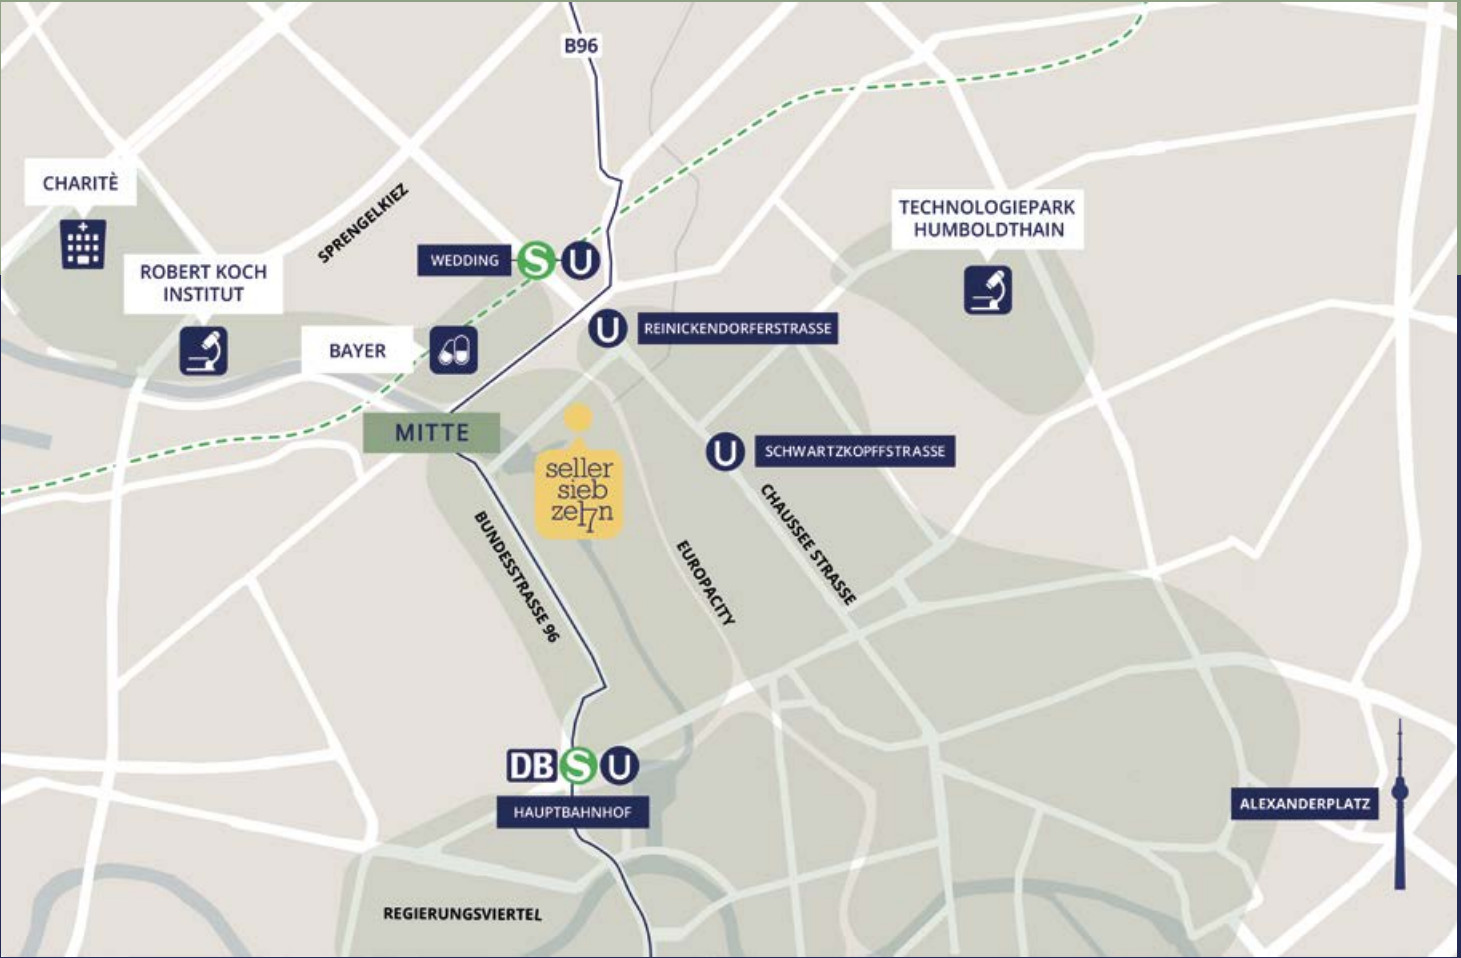 B96
CHARITÈ
SPRENGELKIEZ
TECHNOLOGIEPARK
HUMBOLDTHAIN
ROBERT KOCH
INSTITUT
WEDDING
S
U
U
REINICKENDORFERSTRASSE
BAYER
MITTE
U
SCHWARTZKOPFFSTRASSE
seller
sieb
ze17n
BUNDESSTRASSE 96
EUROPACITY
CHAUSSEE STRASSE
DB
S
U
HAUPTBAHNHOF
ALEXANDERPLATZ
REGIERUNGSVIERTEL